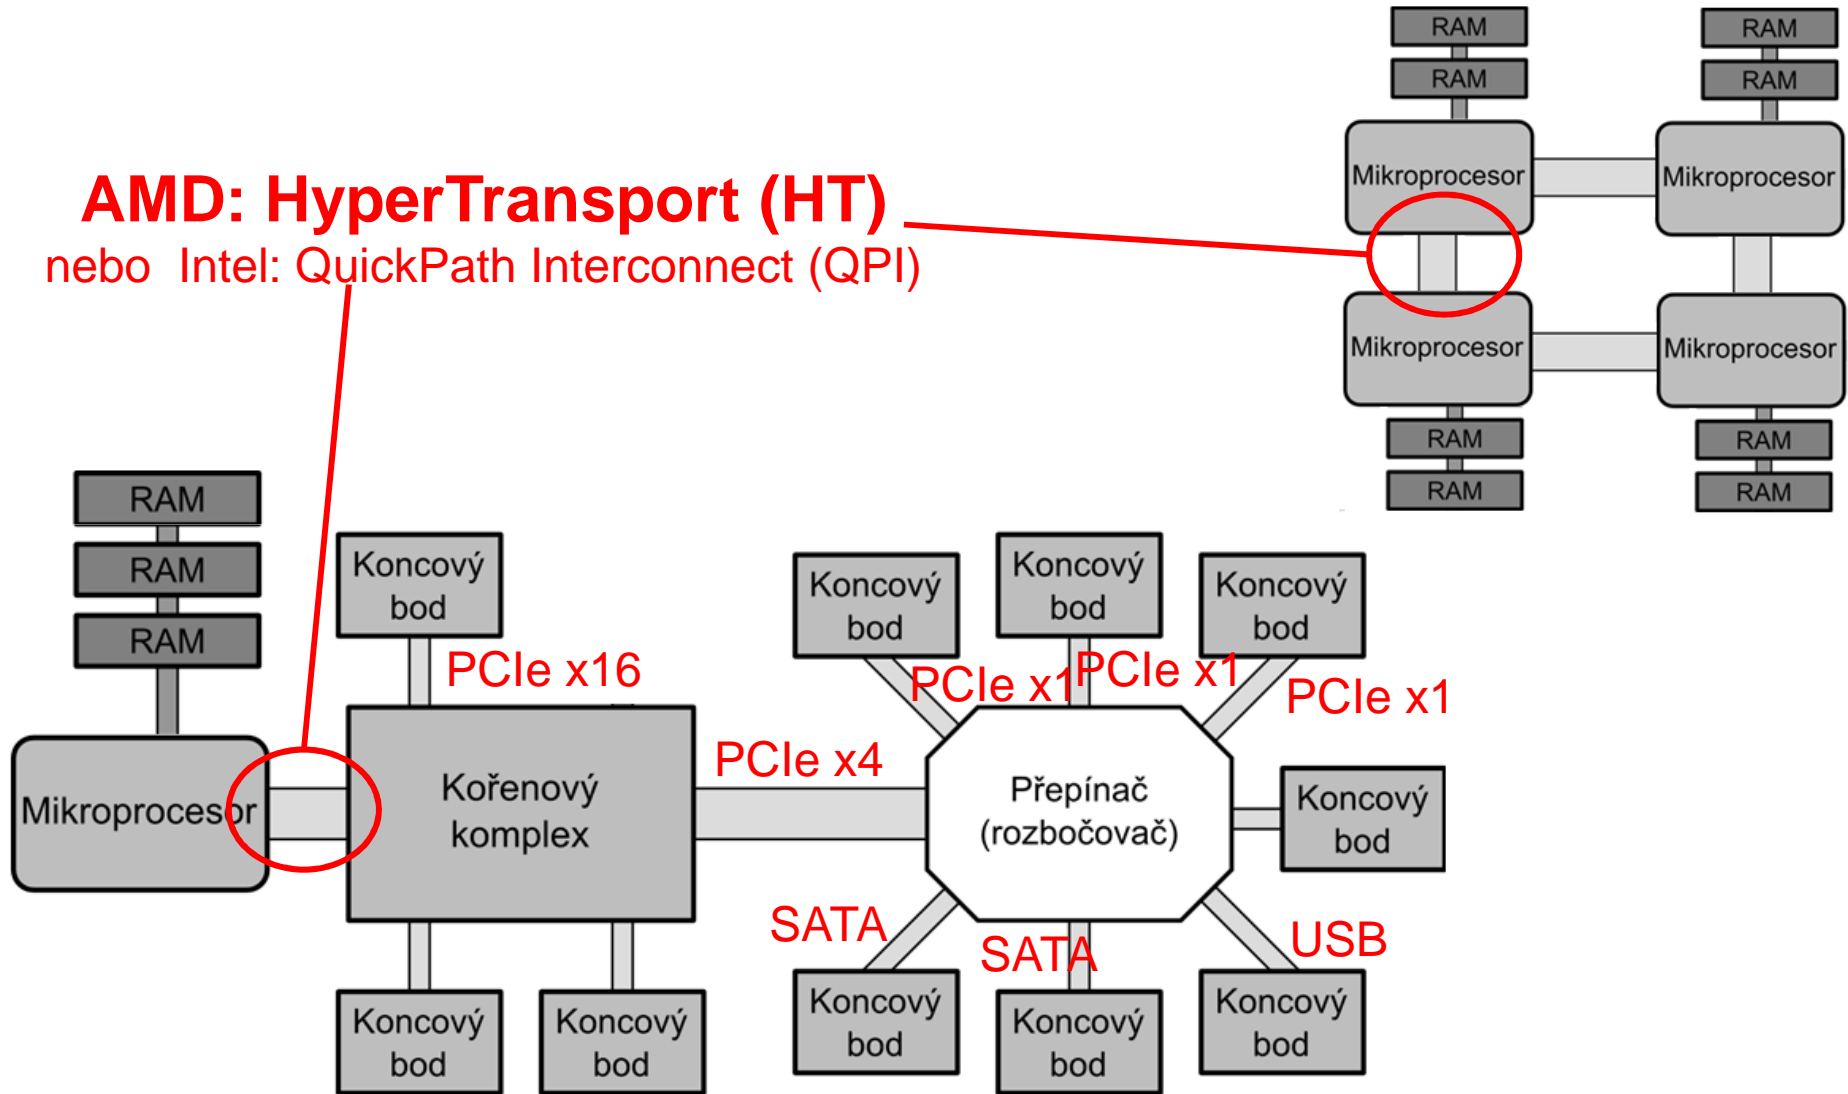 RAM
RAM
RAM
RAM
Mikroprocesor
Mikroprocesor
AMD: HyperTransport (HT)
nebo Intel: QuickPath Interconnect (QPI)
Mikroprocesor
Mikroprocesor
RAM
RAM
RAM
RAM
RAM
RAM
RAM
Koncový
bod
Koncový
bod
Koncový
bod
Koncový
bod
PCIe x16
PCIe x1
PCIe x1
PCIe x1
Mikroprocesor
Kořenový
komplex
PCIe x4
Přepínač
(rozbočovač)
Koncový
bod
SATA
SATA
USB
Koncový
bod
Koncový
bod
Koncový
bod
Koncový
bod
Koncový
bod